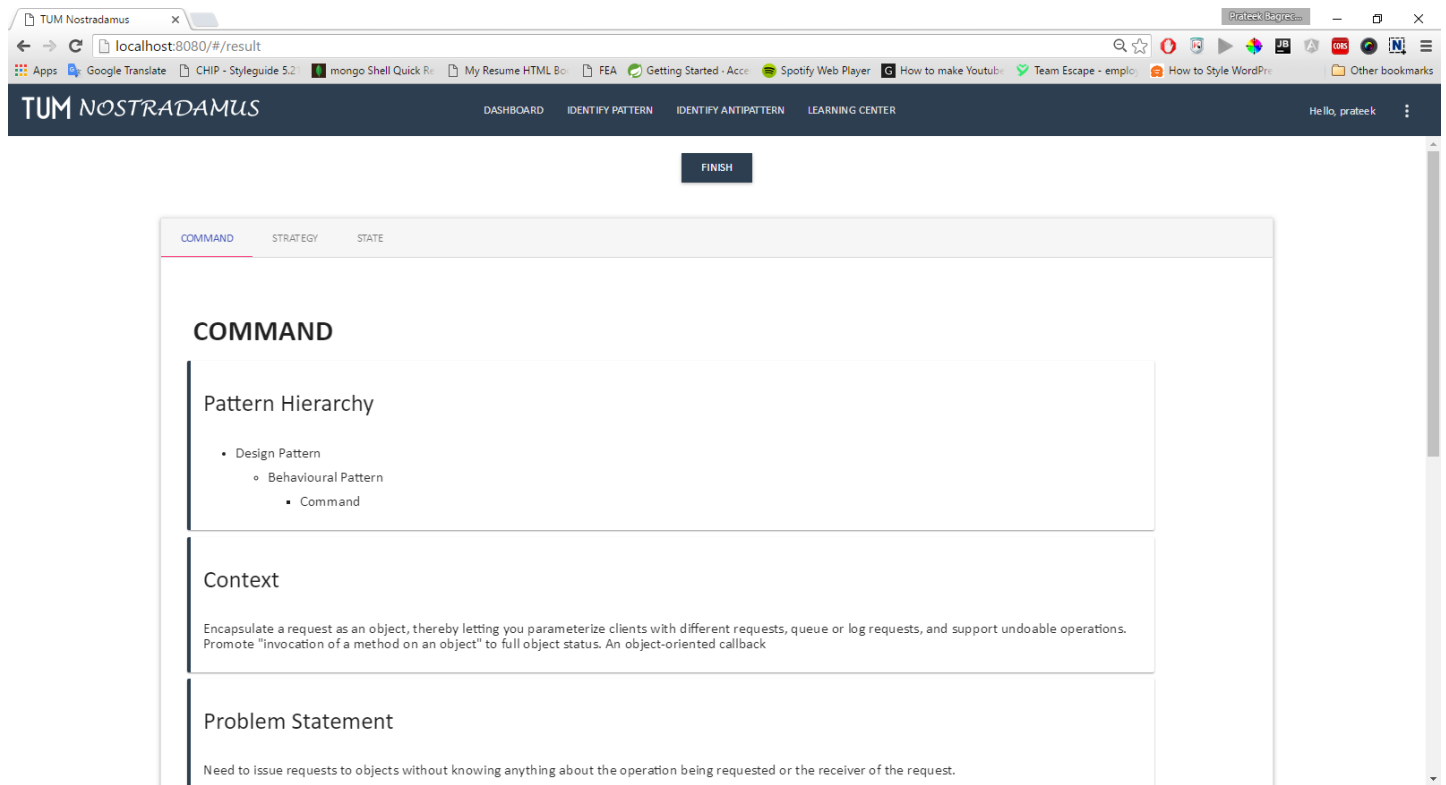 TUM Nostradamus
Prateek Bagrec...
localhost:8080/#/result
Apps Google Translate CHIP - Styleguide 5.21 mongo Shell Quick Re My Resume HTML Bo FEA Getting Started · Acce Spotify Web Player How to make Youtube Team Escape - employ How to Style WordPre Other bookmarks
TUM NOSTRADAMUS DASHBOARD IDENTIFY PATTERN IDENTIFY ANTIPATTERN LEARNING CENTER Hello, prateek
FINISH
COMMAND STRATEGY STATE
COMMAND
Pattern Hierarchy
Design Pattern
Behavioural Pattern
Command
Context
Encapsulate a request as an object, thereby letting you parameterize clients with different requests, queue or log requests, and support undoable operations.
Promote "invocation of a method on an object" to full object status. An object-oriented callback
Problem Statement
Need to issue requests to objects without knowing anything about the operation being requested or the receiver of the request.